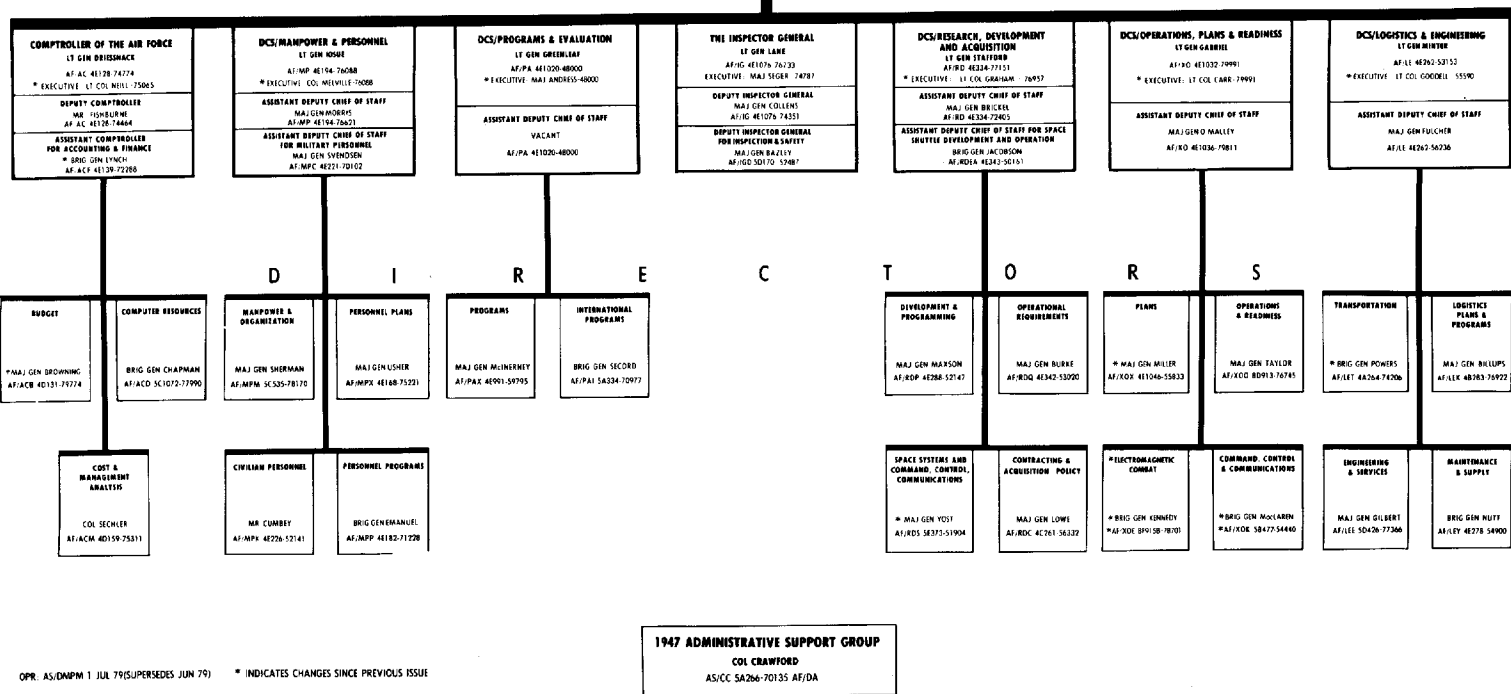 COMPTROLLER OF THE AIR FORCE
LT GEN DRIESSNACK
AF/AC 4E128-74774
* EXECUTIVE: LT COL NEILL-75065
DEPUTY COMPTROLLER
MR FISHBURNE
AF AC 4E128-74464
ASSISTANT COMPTROLLER
FOR ACCOUNTING & FINANCE
* BRIG GEN LYNCH
AF/ACF 4E139-72288
DCS/MANPOWER & PERSONNEL
LT GEN IOSUE
AF/MP 4E194-76088
* EXECUTIVE: COL MELVILLE-76088
ASSISTANT DEPUTY CHIEF OF STAFF
MAJ GEN MORRIS
AF/MP 4E194-76621
ASSISTANT DEPUTY CHIEF OF STAFF
FOR MILITARY PERSONNEL
MAJ GEN SVENDSEN
AF/MPC 4E221-70102
DCS/PROGRAMS & EVALUATION
LT GEN GREENLEAF
AF/PA 4E1020-48000
* EXECUTIVE: MAJ ANDRESS-48000
ASSISTANT DEPUTY CHIEF OF STAFF
VACANT
AF/PA 4E1020-48000
THE INSPECTOR GENERAL
LT GEN LANE
AF/IG 4E1076 76733
EXECUTIVE: MAJ SEGER 74787
DEPUTY INSPECTOR GENERAL
MAJ GEN COLLENS
AF/IG 4E1076 74351
DEPUTY INSPECTOR GENERAL
FOR INSPECTION & SAFETY
MAJ GEN BAZLEY
AF/IGD 5D170 52487
DCS/RESEARCH, DEVELOPMENT
AND ACQUISITION
LT GEN STAFFORD
AF/RD 4E334-77151
* EXECUTIVE: LT COL GRAHAM - 76957
ASSISTANT DEPUTY CHIEF OF STAFF
MAJ GEN BRICKEL
AF/RD 4E334-72405
ASSISTANT DEPUTY CHIEF OF STAFF FOR SPACE
SHUTTLE DEVELOPMENT AND OPERATION
BRIG GEN JACOBSON
AF/RDEA 4E343-50161
DCS/OPERATIONS, PLANS & READINESS
LT GEN GABRIEL
AF/XO 4E1032-79991
* EXECUTIVE: LT COL CARR-79991
ASSISTANT DEPUTY CHIEF OF STAFF
MAJ GEN O MALLEY
AF/XO 4E1036-79811
DCS/LOGISTICS & ENGINEERING
LT GEN MINTER
AF/LE 4E262-53153
* EXECUTIVE: LT COL GOODELL 55590
ASSISTANT DEPUTY CHIEF OF STAFF
MAJ GEN FULCHER
AF/LE 4E262-56236
D I R E C T O R S
BUDGET
*MAJ GEN BROWNING
AF/ACB 4D131-79774
COMPUTER RESOURCES
BRIG GEN CHAPMAN
AF/ACD 5C1072-77990
MANPOWER &
ORGANIZATION
MAJ GEN SHERMAN
AF/MPM 5C535-78170
PERSONNEL PLANS
MAJ GEN USHER
AF/MPX 4E168-75221
PROGRAMS
MAJ GEN McINERNEY
AF/PAX 4E991-59795
INTERNATIONAL
PROGRAMS
BRIG GEN SECORD
AF/PAI 5A334-70977
DEVELOPMENT &
PROGRAMMING
MAJ GEN MAXSON
AF/RDP 4E288-52147
OPERATIONAL
REQUIREMENTS
MAJ GEN BURKE
AF/RDQ 4E342-53020
PLANS
* MAJ GEN MILLER
AF/XOX 4E1046-55833
OPERATIONS
& READINESS
MAJ GEN TAYLOR
AF/XOO BD913-76745
TRANSPORTATION
* BRIG GEN POWERS
AF/LET 4A264-74206
LOGISTICS
PLANS &
PROGRAMS
MAJ GEN BILLUPS
AF/LEX 4B283-76922
COST &
MANAGEMENT
ANALYSIS
COL SECHLER
AF/ACM 4D159-75311
CIVILIAN PERSONNEL
MR CUMBEY
AF/MPK 4E226-52141
PERSONNEL PROGRAMS
BRIG GEN EMANUEL
AF/MPP 4E182-71228
SPACE SYSTEMS AND
COMMAND, CONTROL,
COMMUNICATIONS
* MAJ GEN YOST
AF/RDS 5E373-51904
CONTRACTING &
ACQUISITION POLICY
MAJ GEN LOWE
AF/RDC 4C261-56332
*ELECTROMAGNETIC
COMBAT
*BRIG GEN KENNEDY
*AF/XOE BF915B-78701
COMMAND, CONTROL
& COMMUNICATIONS
*BRIG GEN MccLAREN
*AF/XOK 5B477-54440
ENGINEERING
& SERVICES
MAJ GEN GILBERT
AF/LEE 5D426-77366
MAINTENANCE
& SUPPLY
BRIG GEN NUTT
AF/LEY 4E278-54900
1947 ADMINISTRATIVE SUPPORT GROUP
COL CRAWFORD
AS/CC 5A266-70135 AF/DA
OPR: AS/DMPM 1 JUL 79(SUPERSEDES JUN 79) * INDICATES CHANGES SINCE PREVIOUS ISSUE